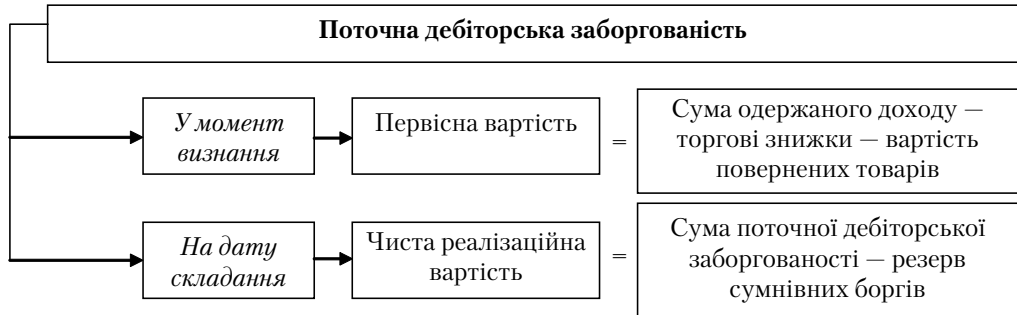 Поточна дебіторська заборгованість
У момент
визнання
Первісна вартість
=
Сума одержаного доходу —
торгові знижки — вартість
повернених товарів
На дату
складання
Чиста реалізаційна
вартість
=
Сума поточної дебіторської
заборгованості — резерв
сумнівних боргів